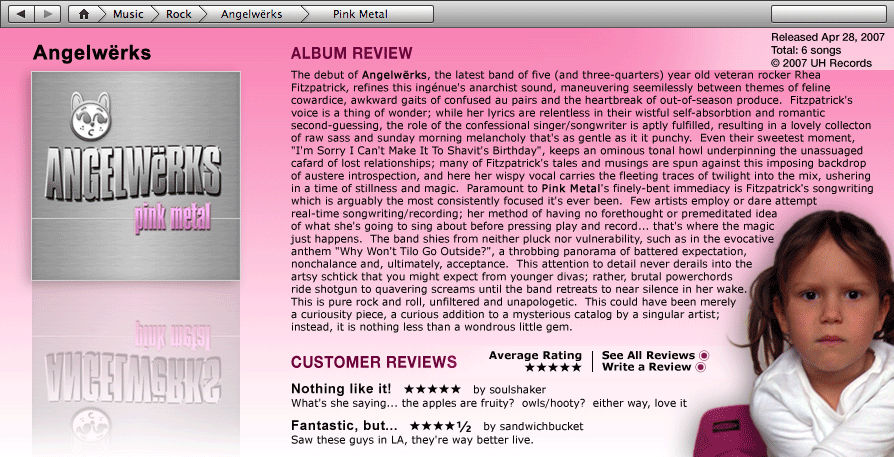 Music Rock Angelwërks Pink Metal
Released Apr 28, 2007
Total: 6 songs
© 2007 UH Records
Angelwërks
ANGELWëRKS
pink metal
ALBUM REVIEW
The debut of Angelwërks, the latest band of five (and three-quarters) year old veteran rocker Rhea
Fitzpatrick, refines this ingénue's anarchist sound, maneuvering seemilessly between themes of feline
cowardice, awkward gaits of confused au pairs and the heartbreak of out-of-season produce. Fitzpatrick's
voice is a thing of wonder; while her lyrics are relentless in their wistful self-absorbtion and romantic
second-guessing, the role of the confessional singer/songwriter is aptly fulfilled, resulting in a lovely collecton
of raw sass and sunday morning melancholy that's as gentle as it it punchy. Even their sweetest moment,
"I'm Sorry I Can't Make It To Shavit's Birthday", keeps an ominous tonal howl underpinning the unassuaged
cafard of lost relationships; many of Fitzpatrick's tales and musings are spun against this imposing backdrop
of austere introspection, and here her wispy vocal carries the fleeting traces of twilight into the mix, ushering
in a time of stillness and magic. Paramount to Pink Metal's finely-bent immediacy is Fitzpatrick's songwriting
which is arguably the most consistently focused it's ever been. Few artists employ or dare attempt
real-time songwriting/recording; her method of having no forethought or premeditated idea
of what she's going to sing about before pressing play and record... that's where the magic
just happens. The band shies from neither pluck nor vulnerability, such as in the evocative
anthem "Why Won't Tilo Go Outside?", a throbbing panorama of battered expectation,
nonchalance and, ultimately, acceptance. This attention to detail never derails into the
artsy schtick that you might expect from younger divas; rather, brutal powerchords
ride shotgun to quavering screams until the band retreats to near silence in her wake.
This is pure rock and roll, unfiltered and unapologetic. This could have been merely
a curiousity piece, a curious addition to a mysterious catalog by a singular artist;
instead, it is nothing less than a wondrous little gem.
CUSTOMER REVIEWS
Average Rating
★★★★★
See All Reviews
Write a Review
Nothing like it! ★★★★★ by soulshaker
What's she saying... the apples are fruity? owls/hooty? either way, love it
Fantastic, but... ★★★★½ by sandwichbucket
Saw these guys in LA, they're way better live.